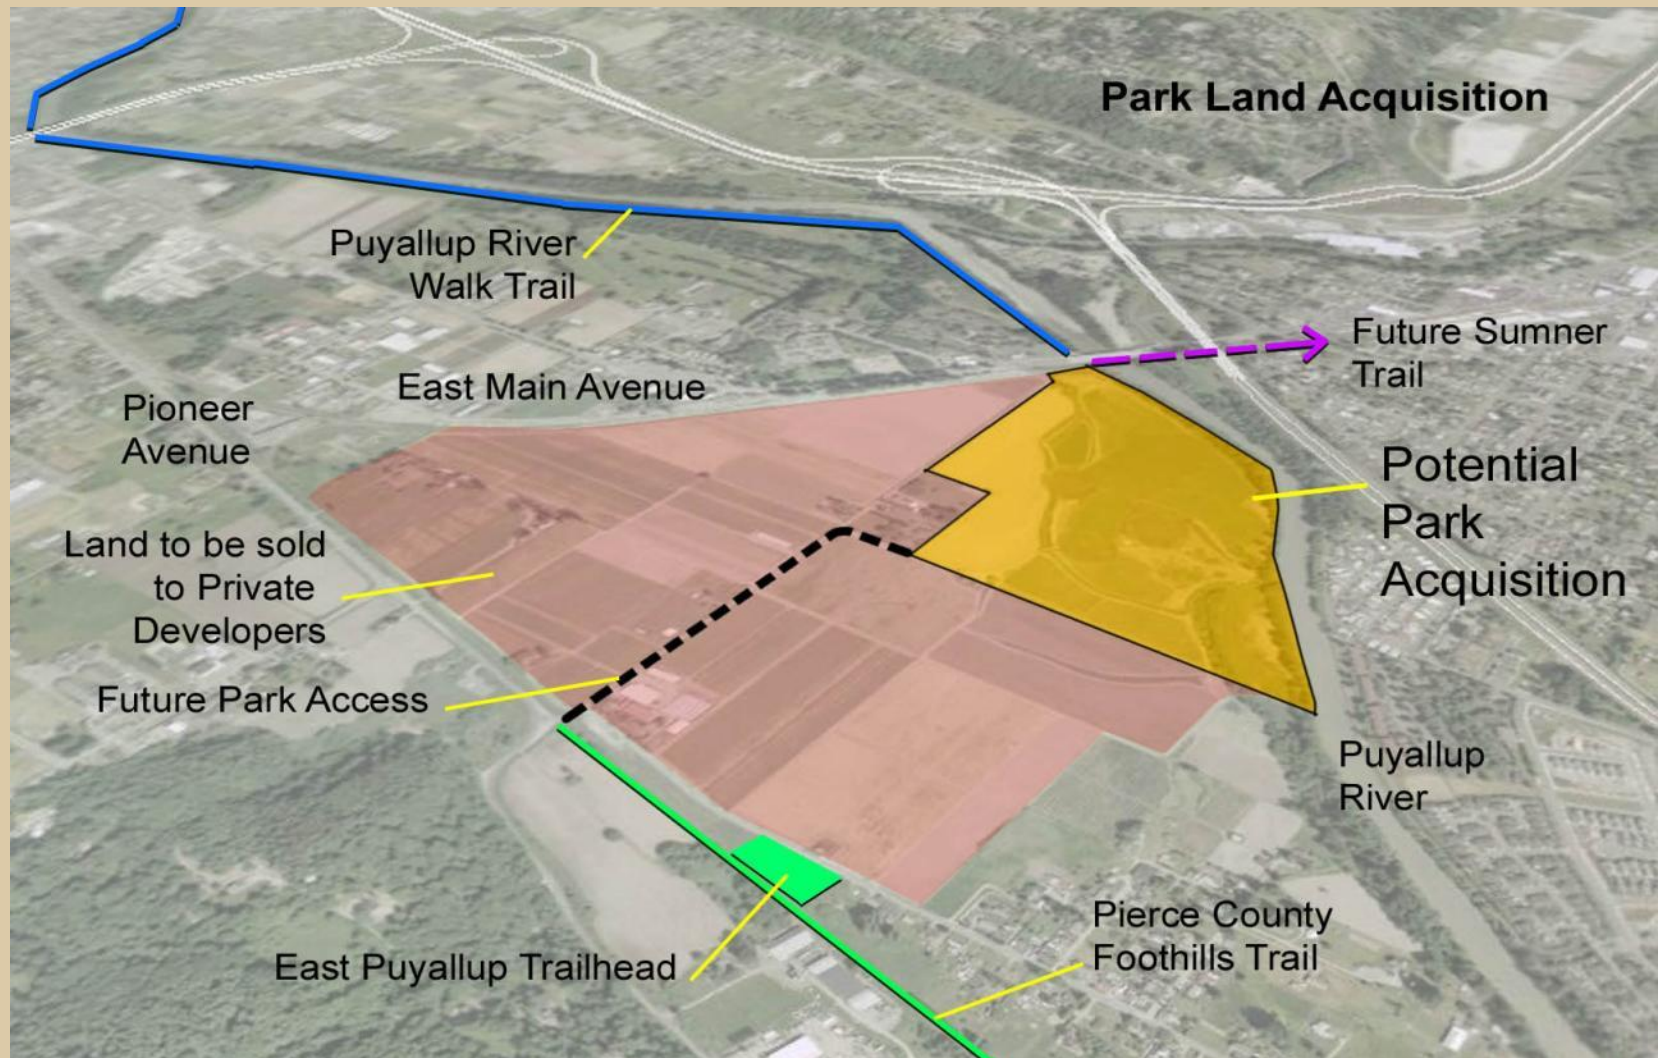 Park Land Acquisition
Puyallup River
Walk Trail
Future Sumner
Trail
East Main Avenue
Pioneer
Avenue
Potential
Park
Acquisition
Land to be sold
to Private
Developers
Future Park Access
Puyallup
River
Pierce County
Foothills Trail
East Puyallup Trailhead